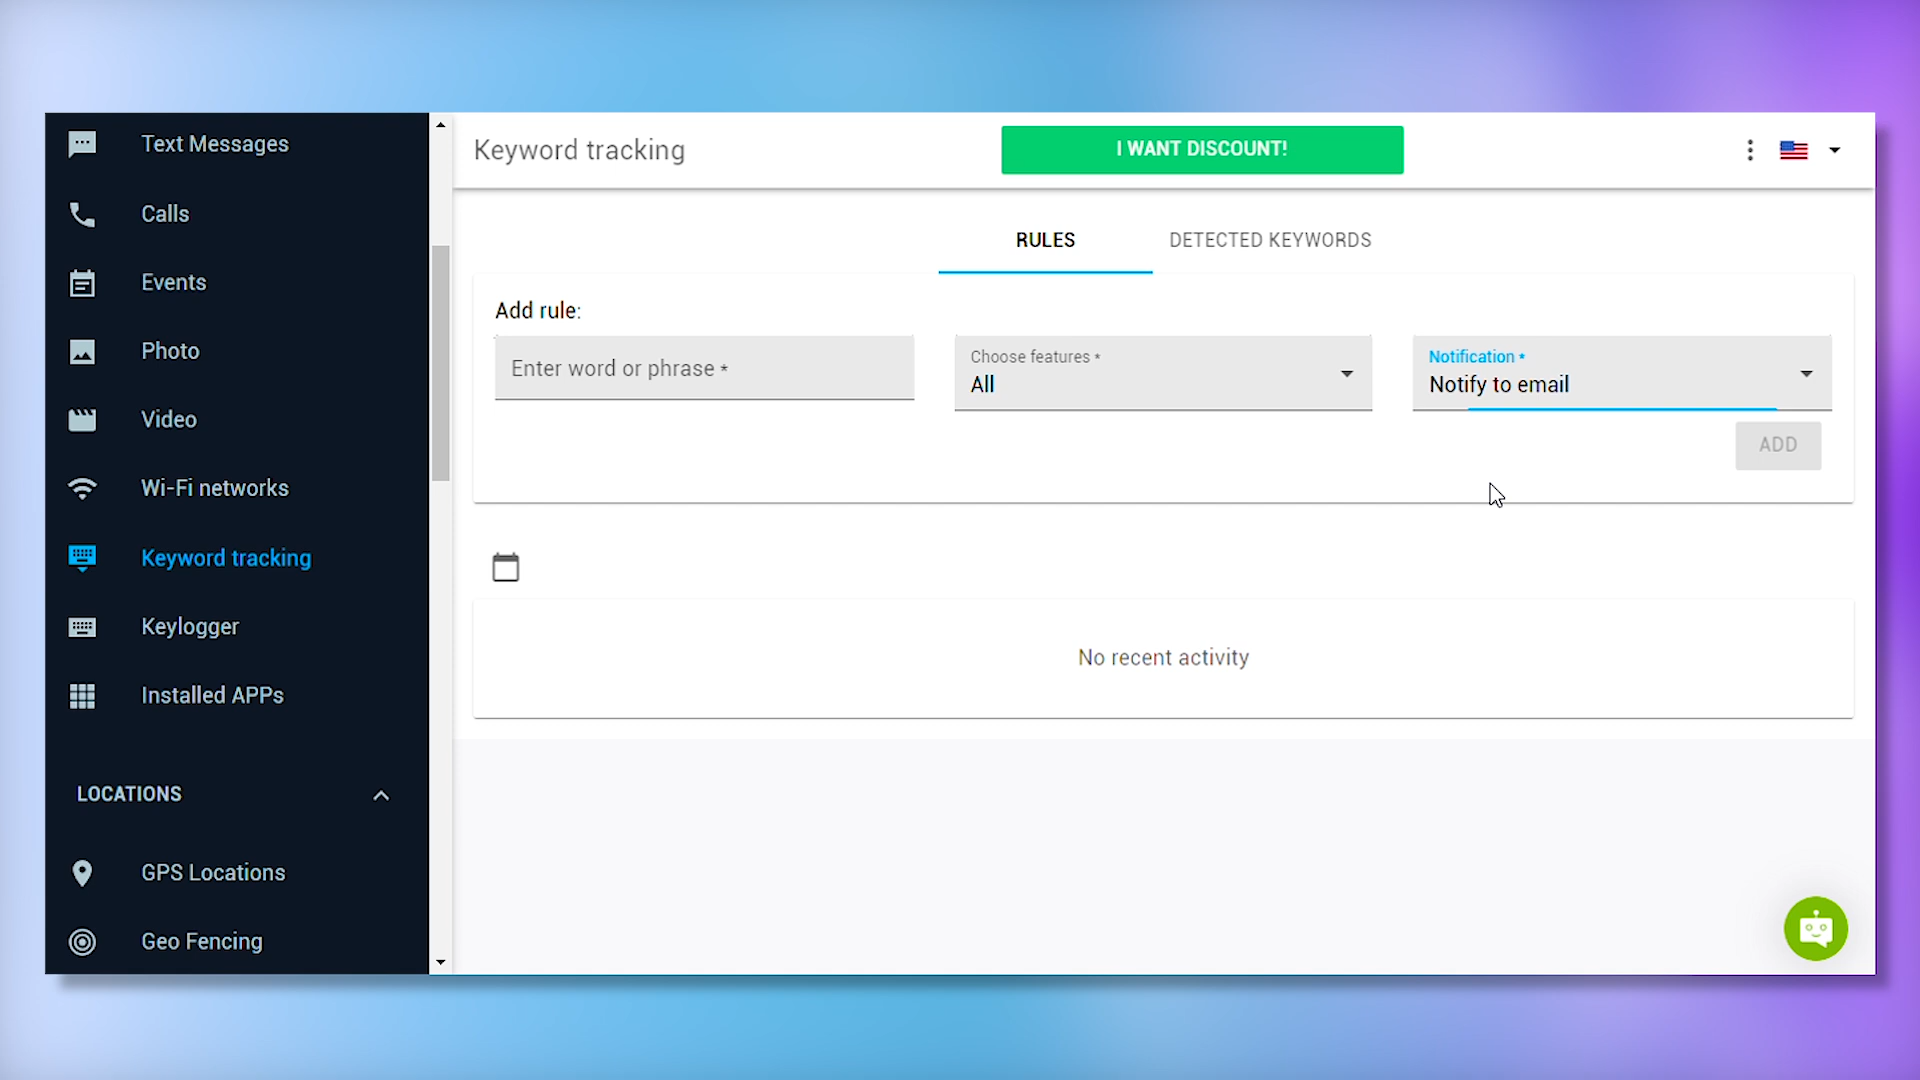 Text Messages
Calls
Events
Photo
Video
Wi-Fi networks
Keyword tracking
Keylogger
Installed APPs
LOCATIONS
GPS Locations
Geo Fencing
Keyword tracking
I WANT DISCOUNT!
RULES
DETECTED KEYWORDS
Add rule:
Enter word or phrase *
Choose features *
All
Notification *
Notify to email
ADD
No recent activity